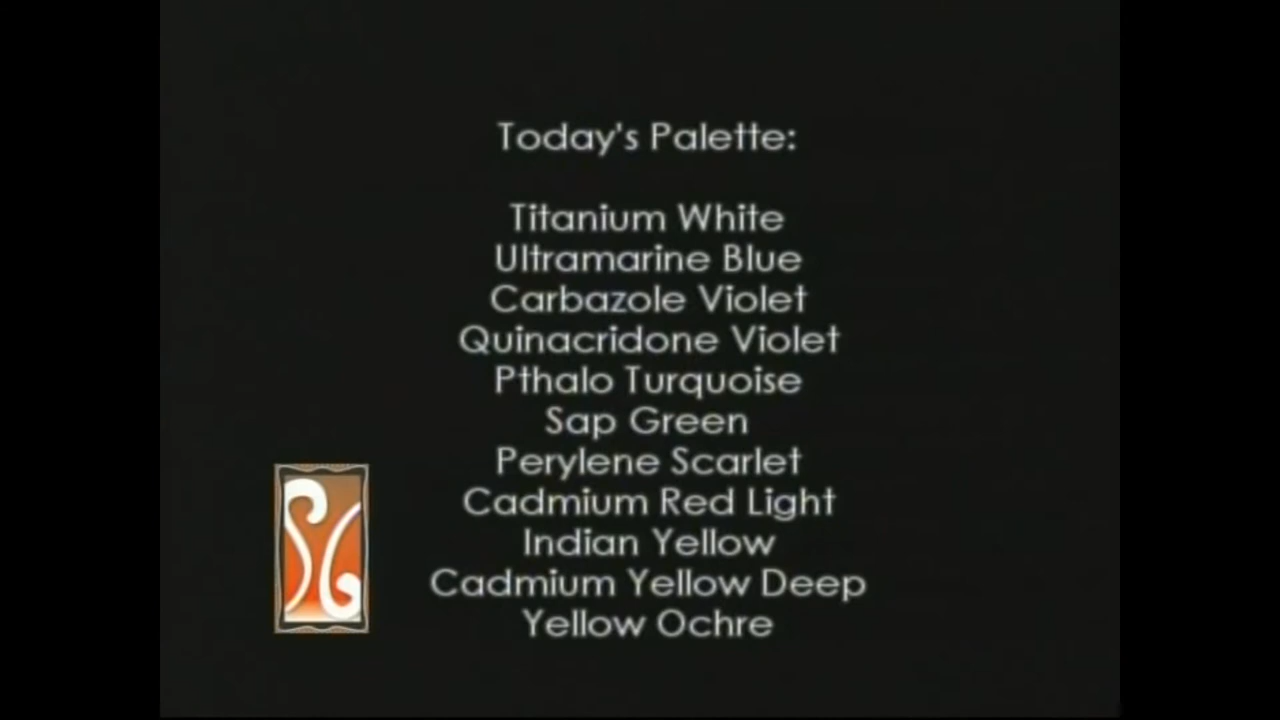 Today's Palette:
Titanium White
Ultramarine Blue
Carbazole Violet
Quinacridone Violet
Pthalo Turquoise
Sap Green
Perylene Scarlet
Cadmium Red Light
Indian Yellow
Cadmium Yellow Deep
Yellow Ochre